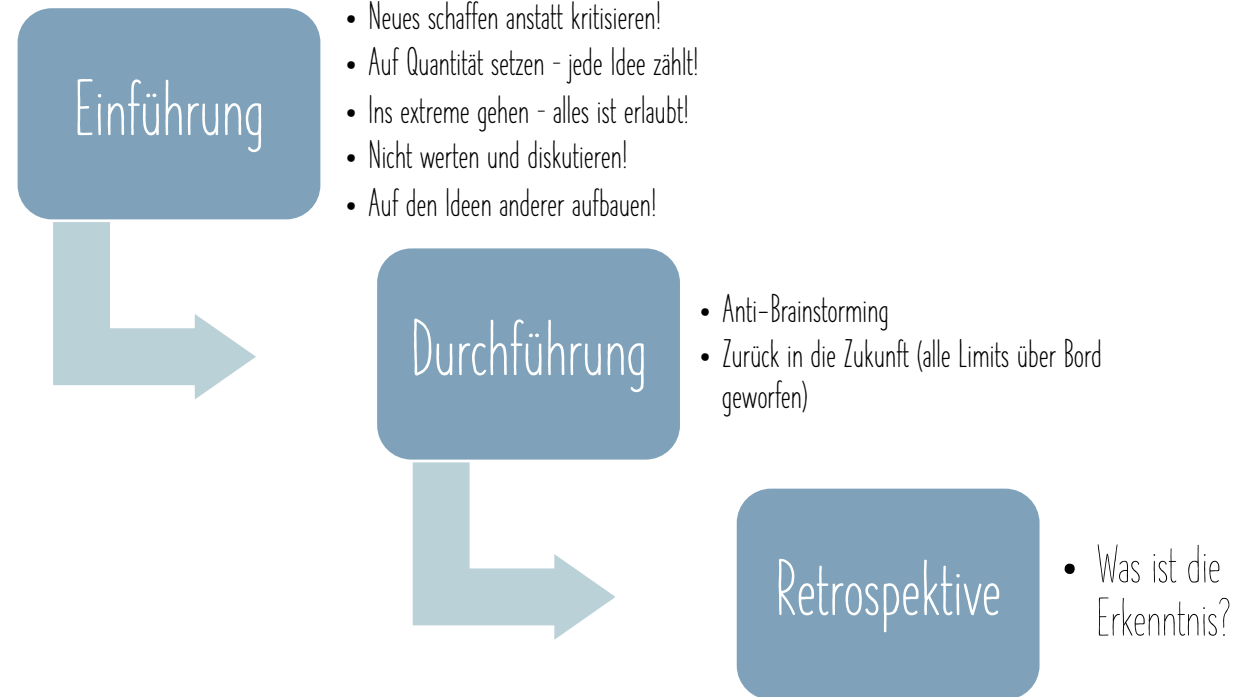 Einführung
• Neues schaffen anstatt kritisieren!
• Auf Quantität setzen - jede Idee zählt!
• Ins extreme gehen - alles ist erlaubt!
• Nicht werten und diskutieren!
• Auf den Ideen anderer aufbauen!
Durchführung
• Anti-Brainstorming
• Zurück in die Zukunft (alle Limits über Bord
geworfen)
Retrospektive
• Was ist die
Erkenntnis?